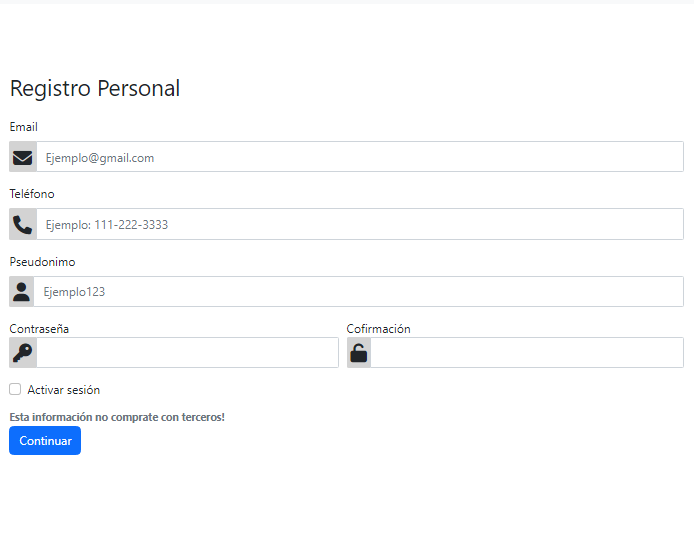 Registro Personal
Email
Ejemplo@gmail.com
Teléfono
Ejemplo: 111-222-3333
Pseudonimo
Ejemplo123
Contraseña Cofirmación
Activar sesión
Esta información no comprate con terceros!
Continuar